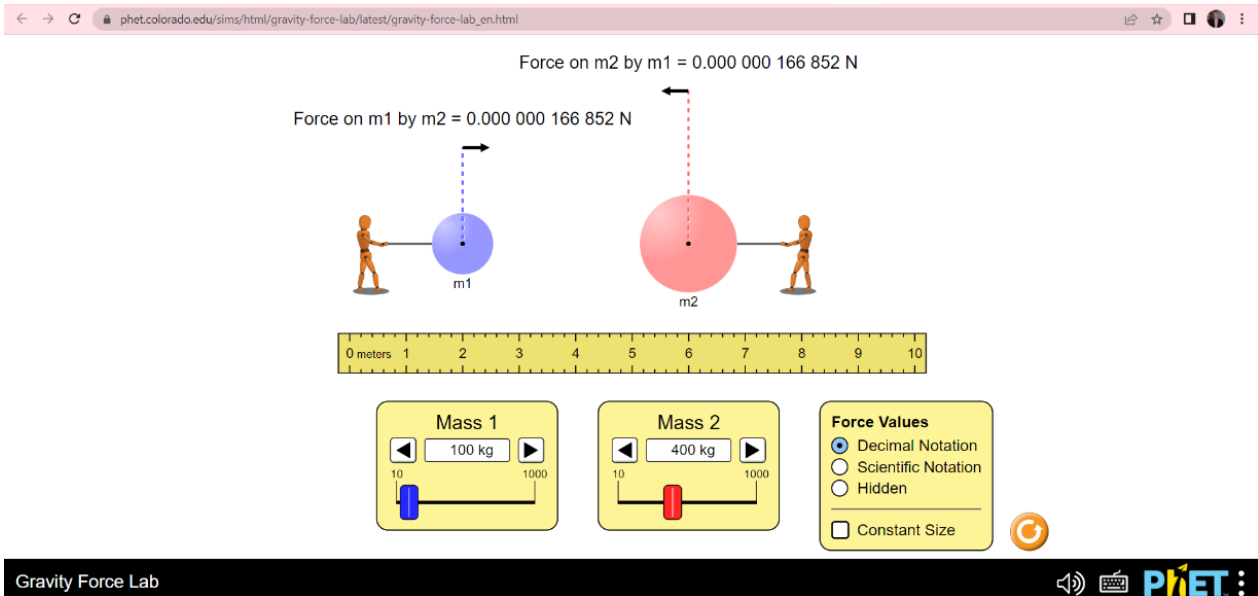 phet.colorado.edu/sims/html/gravity-force-lab/latest/gravity-force-lab_en.html
Force on m2 by m1 = 0.000 000 166 852 N
Force on m1 by m2 = 0.000 000 166 852 N
m1
m2
0 meters 1 2 3 4 5 6 7 8 9 10
Mass 1
100 kg
10 1000
Mass 2
400 kg
10 1000
Force Values
Decimal Notation
Scientific Notation
Hidden
Constant Size
Gravity Force Lab
PhET